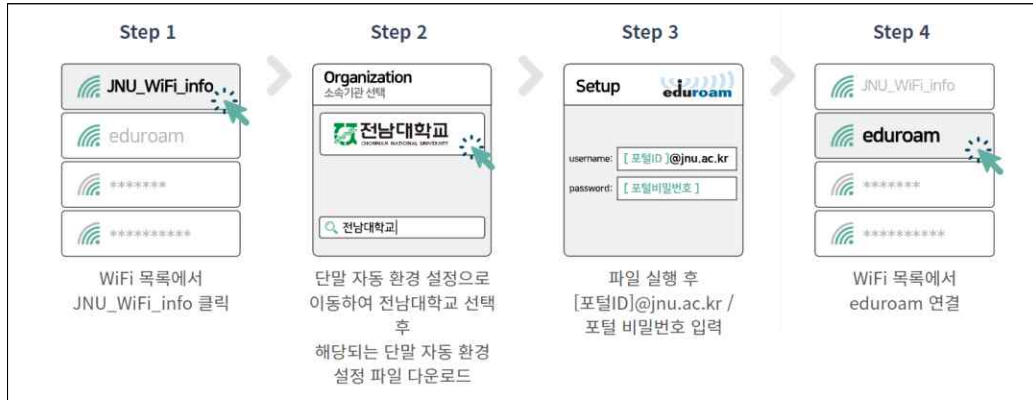 Step 1
JNU_WiFi_info
eduroam
*******
**********
WiFi 목록에서
JNU_WiFi_info 클릭
Step 2
Organization
소속기관 선택
전남대학교
CHONNAM NATIONAL UNIVERSITY
전남대학교
단말 자동 환경 설정으로
이동하여 전남대학교 선택
후
해당되는 단말 자동 환경
설정 파일 다운로드
Step 3
Setup
eduroam
username: [ 포털ID ]@jnu.ac.kr
password: [ 포털비밀번호 ]
파일 실행 후
[포털ID]@jnu.ac.kr /
포털 비밀번호 입력
Step 4
JNU_WiFi_info
eduroam
*******
**********
WiFi 목록에서
eduroam 연결